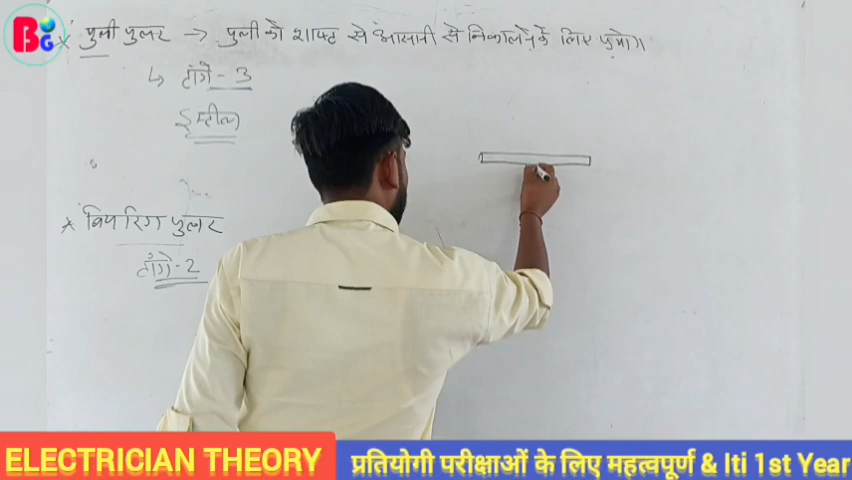 BG
* पुली पुलर → पुली को शाफ्ट से आसानी से निकालने के लिए प्रयोग
↳ टांगे - 3
स्टील
* बियरिंग पुलर
टांगे - 2
ELECTRICIAN THEORY
प्रतियोगी परीक्षाओं के लिए महत्वपूर्ण & Iti 1st Year